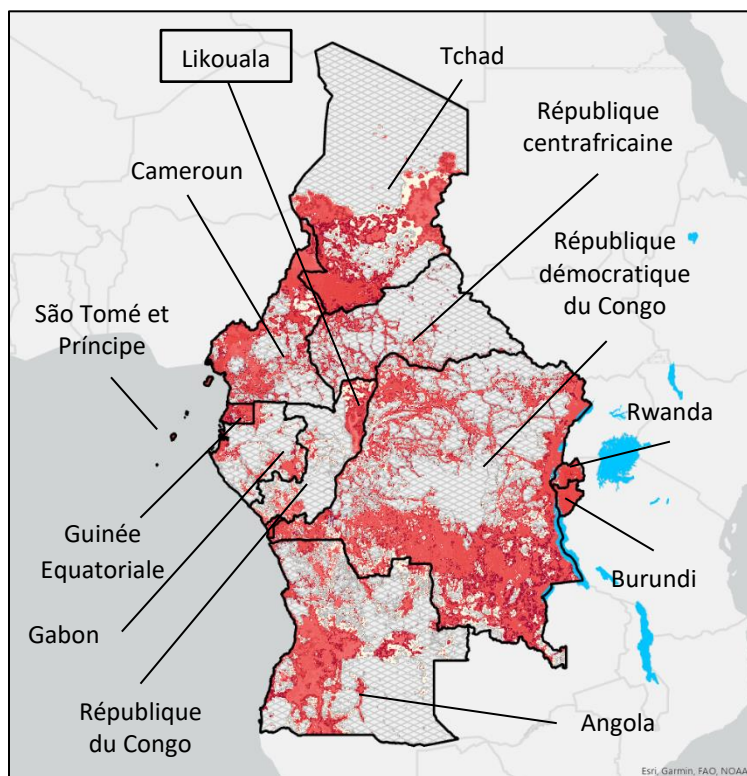 Likouala
Tchad
République
centrafricaine
Cameroun
République
démocratique
du Congo
São Tomé et
Príncipe
Rwanda
Guinée
Equatoriale
Burundi
Gabon
République
du Congo
Angola
Esri, Garmin, FAO, NOAA